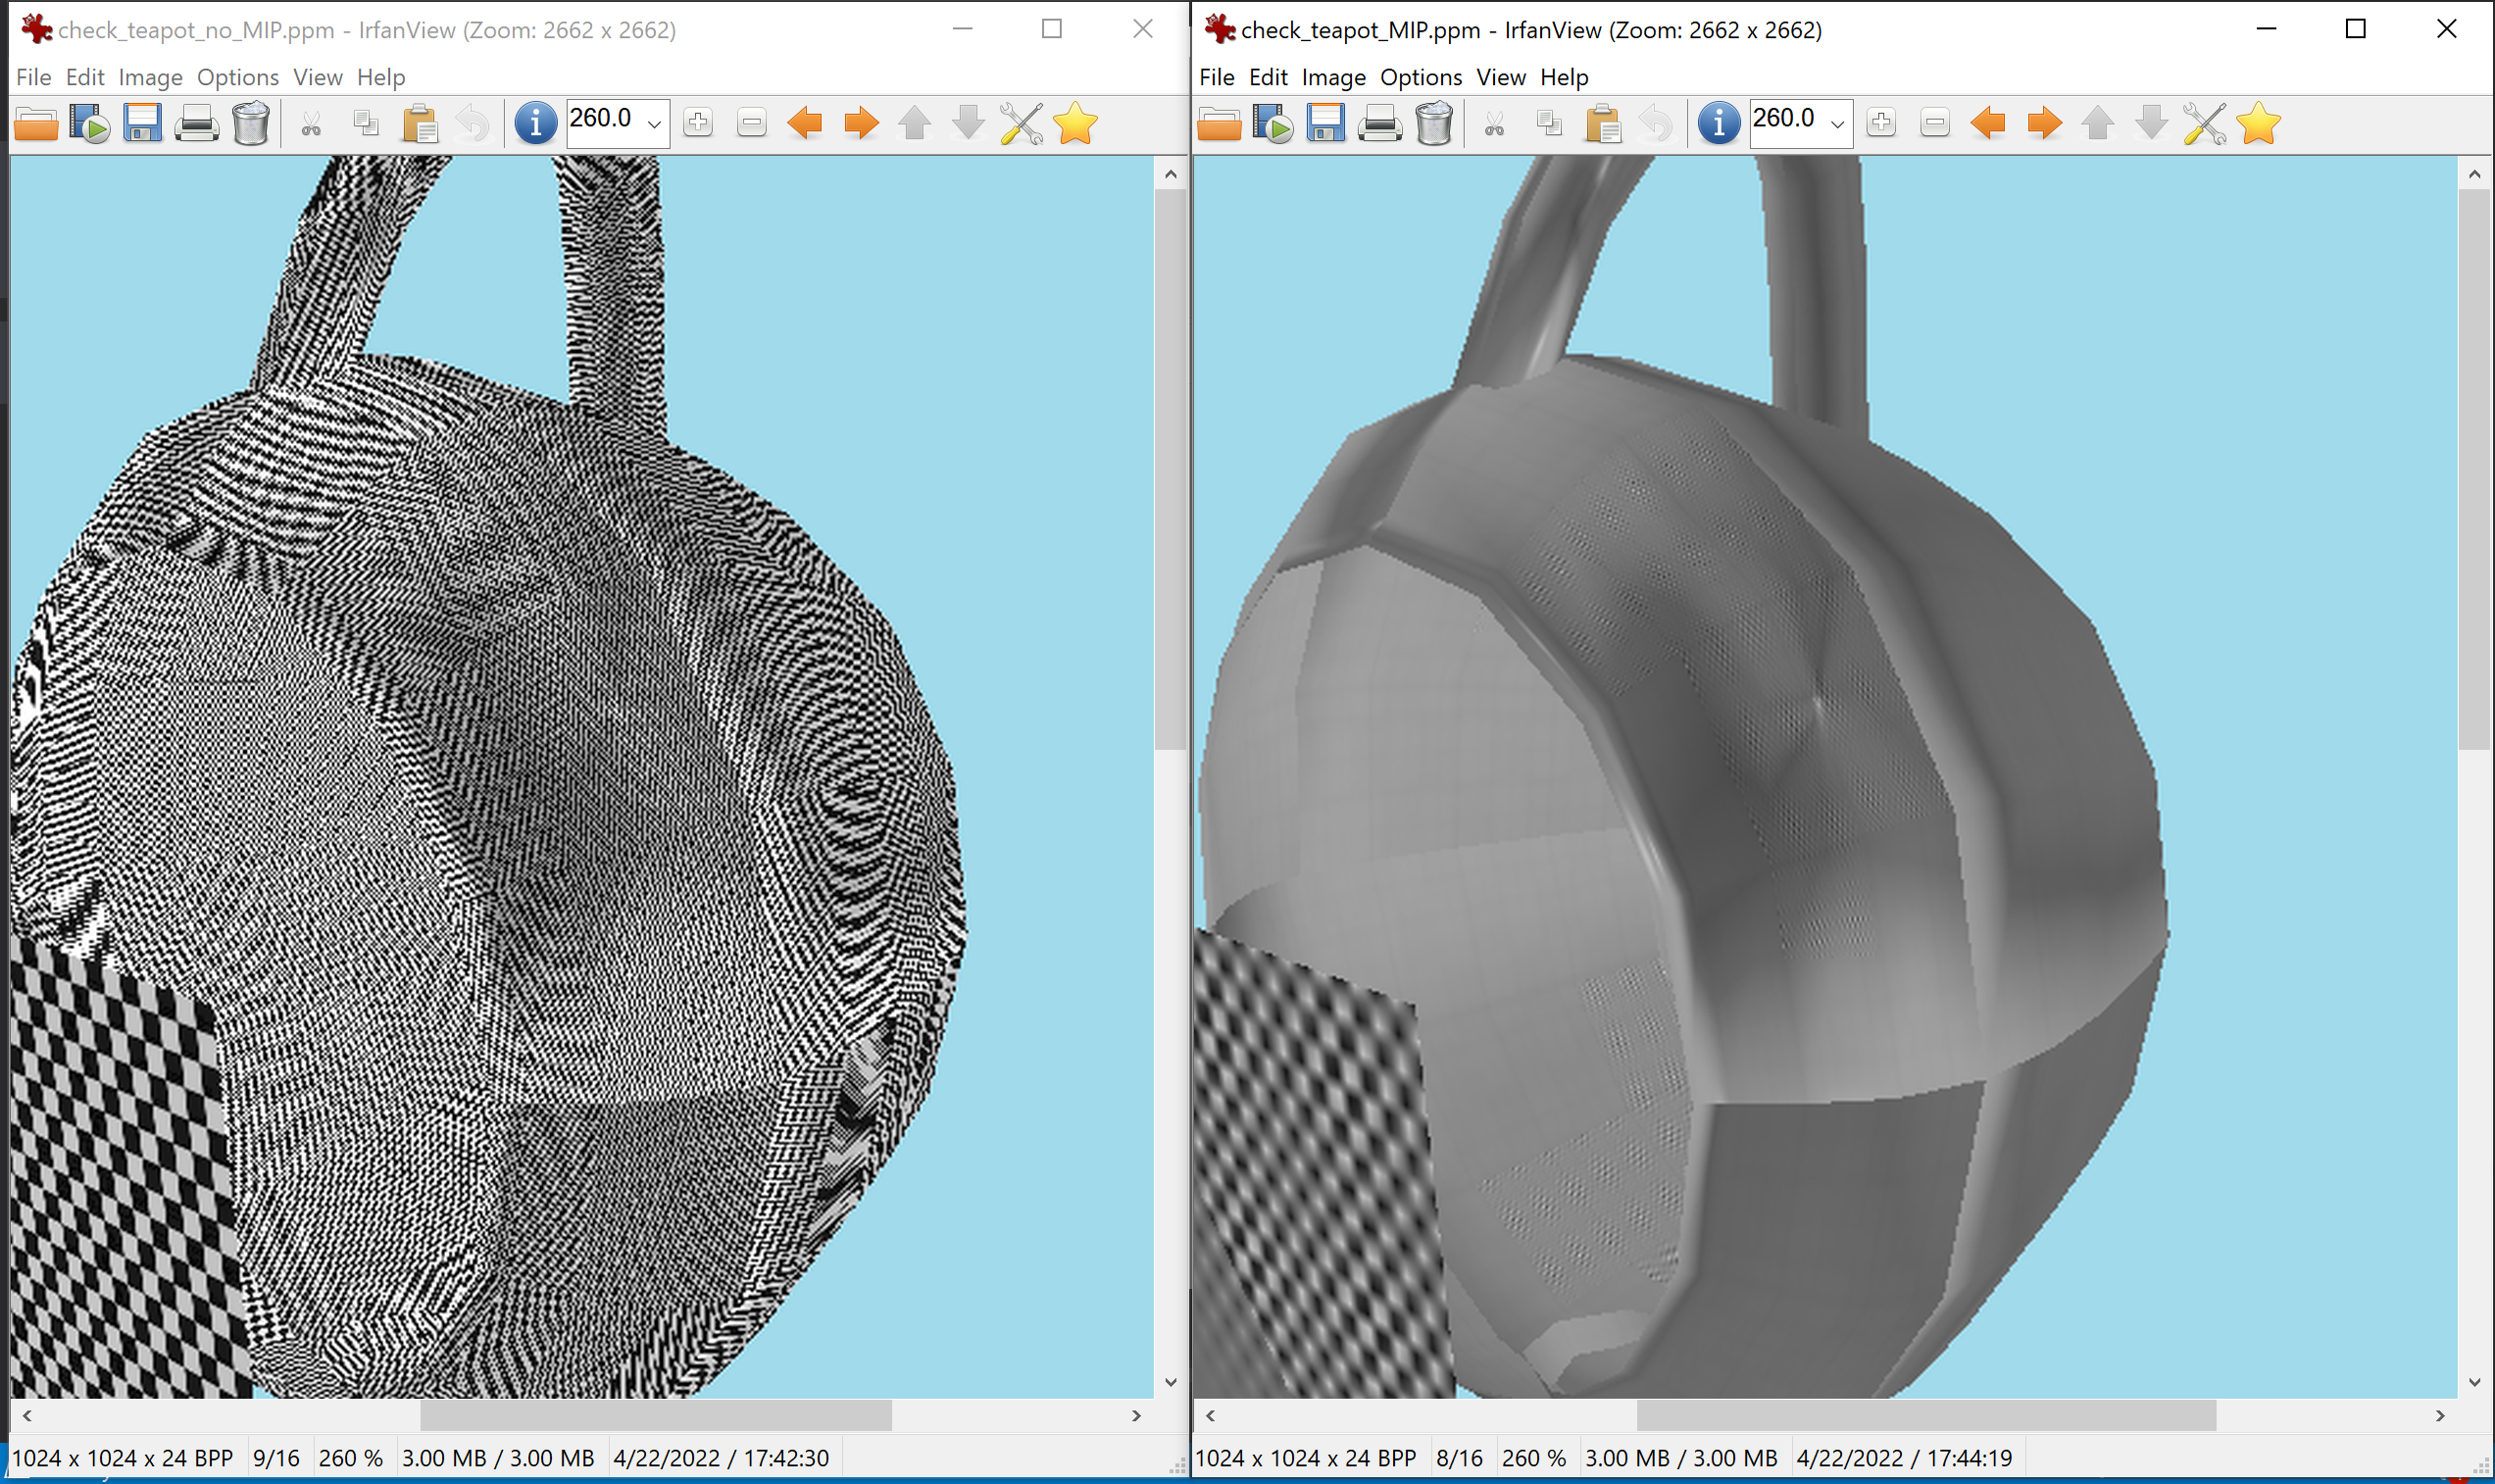 check_teapot_no_MIP.ppm - IrfanView (Zoom: 2662 x 2662)
File Edit Image Options View Help
260.0
1024 x 1024 x 24 BPP 9/16 260 % 3.00 MB / 3.00 MB 4/22/2022 / 17:42:30
check_teapot_MIP.ppm - IrfanView (Zoom: 2662 x 2662)
File Edit Image Options View Help
260.0
1024 x 1024 x 24 BPP 8/16 260 % 3.00 MB / 3.00 MB 4/22/2022 / 17:44:19